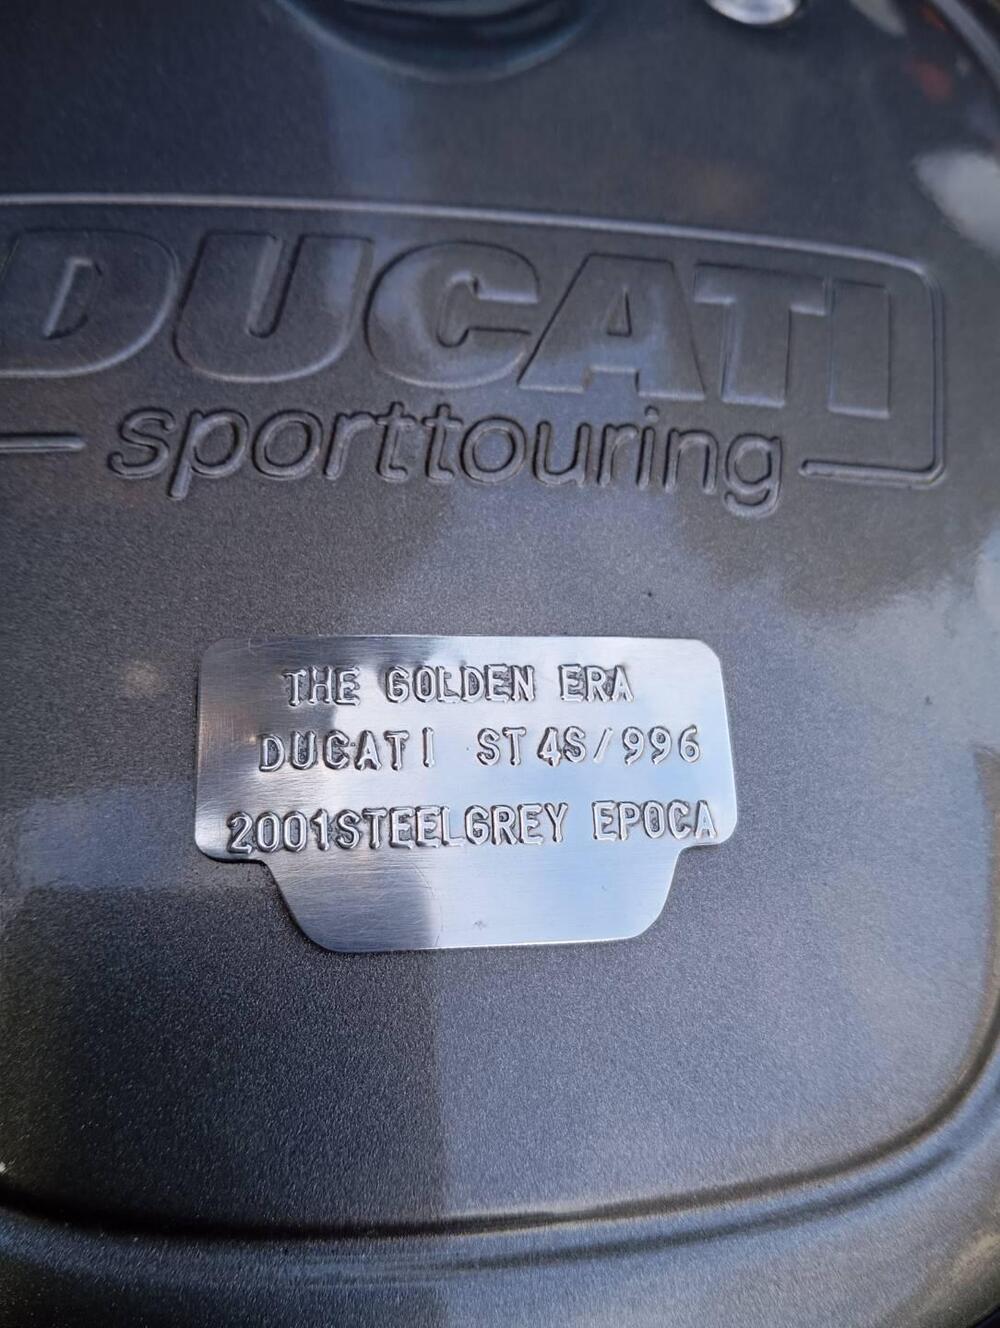 DUCATI
sporttouring
THE GOLDEN ERA
DUCATI ST4S/996
2001STEELGREY EPOCA